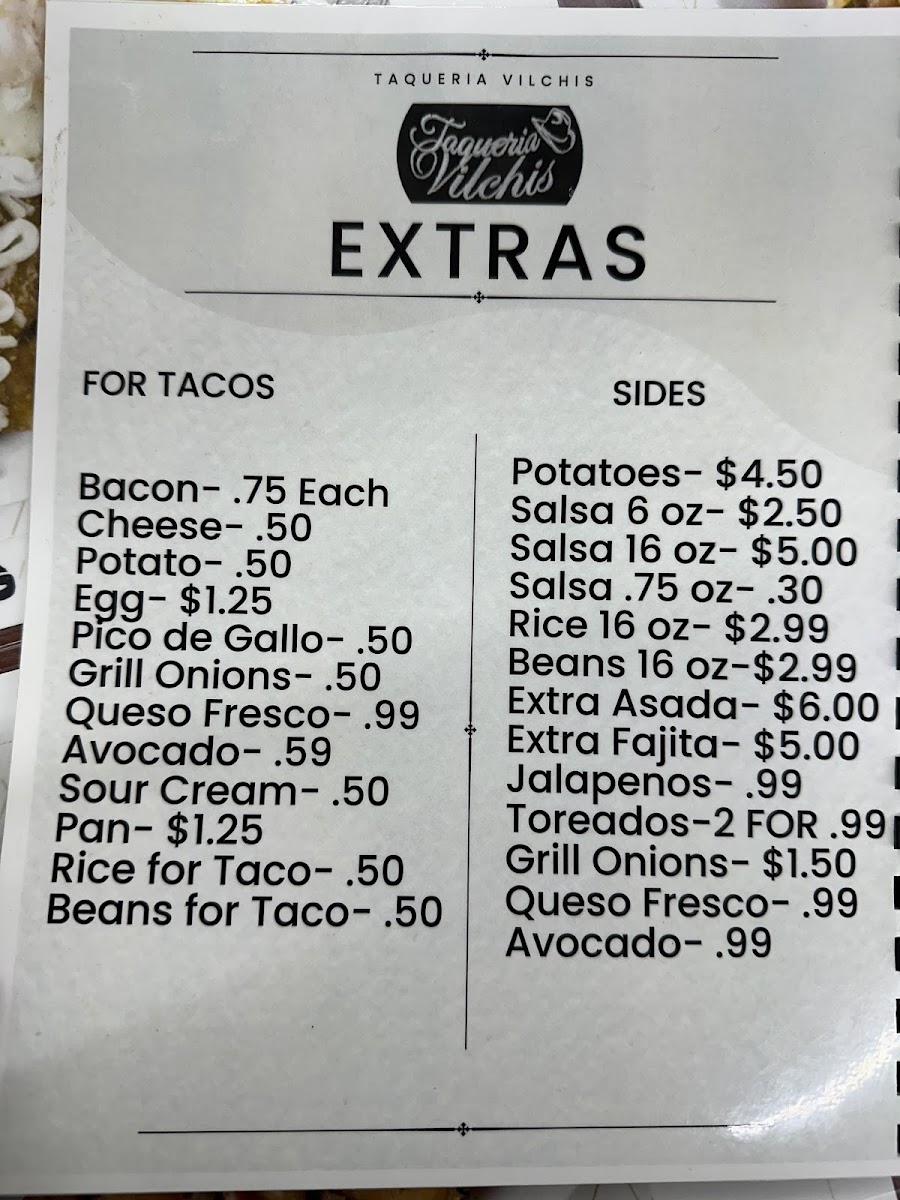 TAQUERIA VILCHIS
Taqueria
Vilchis
EXTRAS
FOR TACOS
Bacon- .75 Each
Cheese- .50
Potato- .50
Egg- $1.25
Pico de Gallo- .50
Grill Onions- .50
Queso Fresco- .99
Avocado- .59
Sour Cream- .50
Pan- $1.25
Rice for Taco- .50
Beans for Taco- .50
SIDES
Potatoes- $4.50
Salsa 6 oz- $2.50
Salsa 16 oz- $5.00
Salsa .75 oz- .30
Rice 16 oz- $2.99
Beans 16 oz-$2.99
Extra Asada- $6.00
Extra Fajita- $5.00
Jalapenos- .99
Toreados-2 FOR .99
Grill Onions- $1.50
Queso Fresco- .99
Avocado- .99